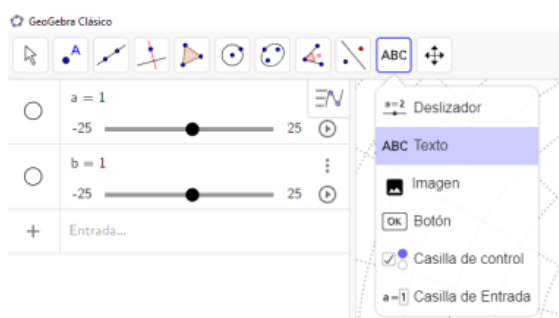 GeoGebra Clásico
A
ABC
a = 1
-25
25
b = 1
-25
25
Entrada...
a=2 Deslizador
ABC Texto
Imagen
OK Botón
Casilla de control
a=1 Casilla de Entrada